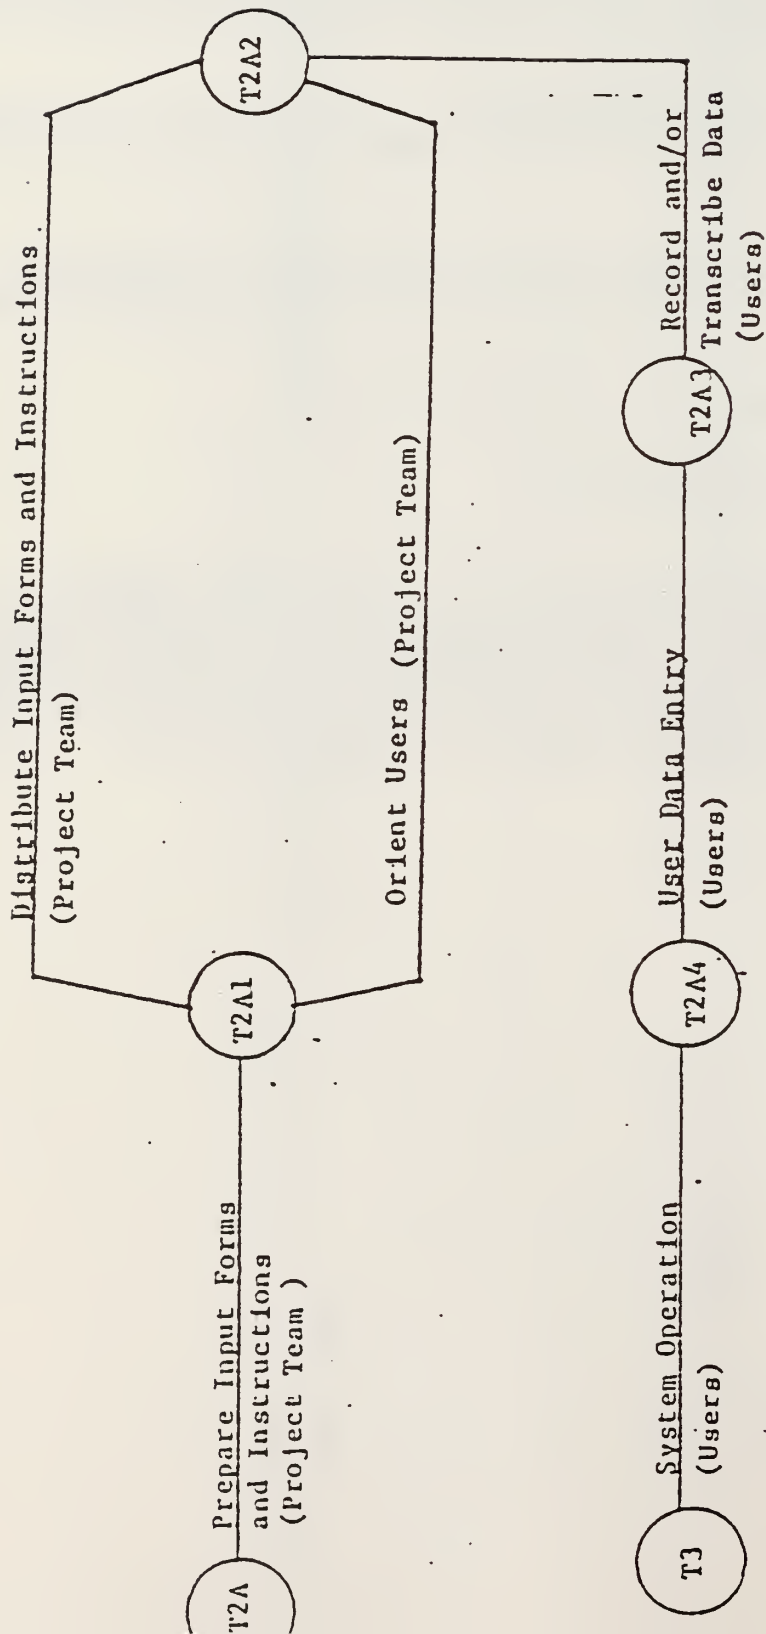 Distribute Input Forms and Instructions
(Project Team)
T2A
Prepare Input Forms
and Instructions
(Project Team )
T2A1
T2A2
Orient Users (Project Team)
T3
System Operation
(Users)
T2A4
User Data Entry
(Users)
T2A3
Record and/or
Transcribe Data
(Users)